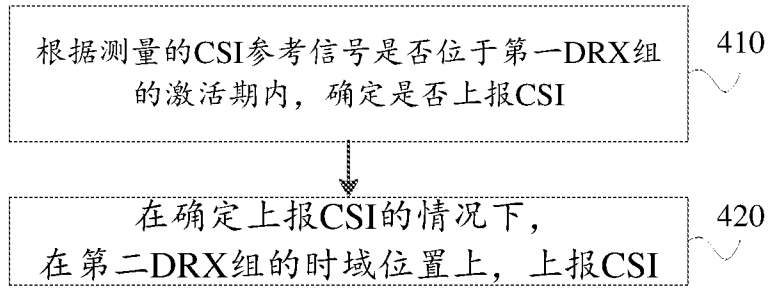 根据测量的CSI参考信号是否位于第一DRX组
的激活期内，确定是否上报CSI
410
在确定上报CSI的情况下，
在第二DRX组的时域位置上，上报CSI
420